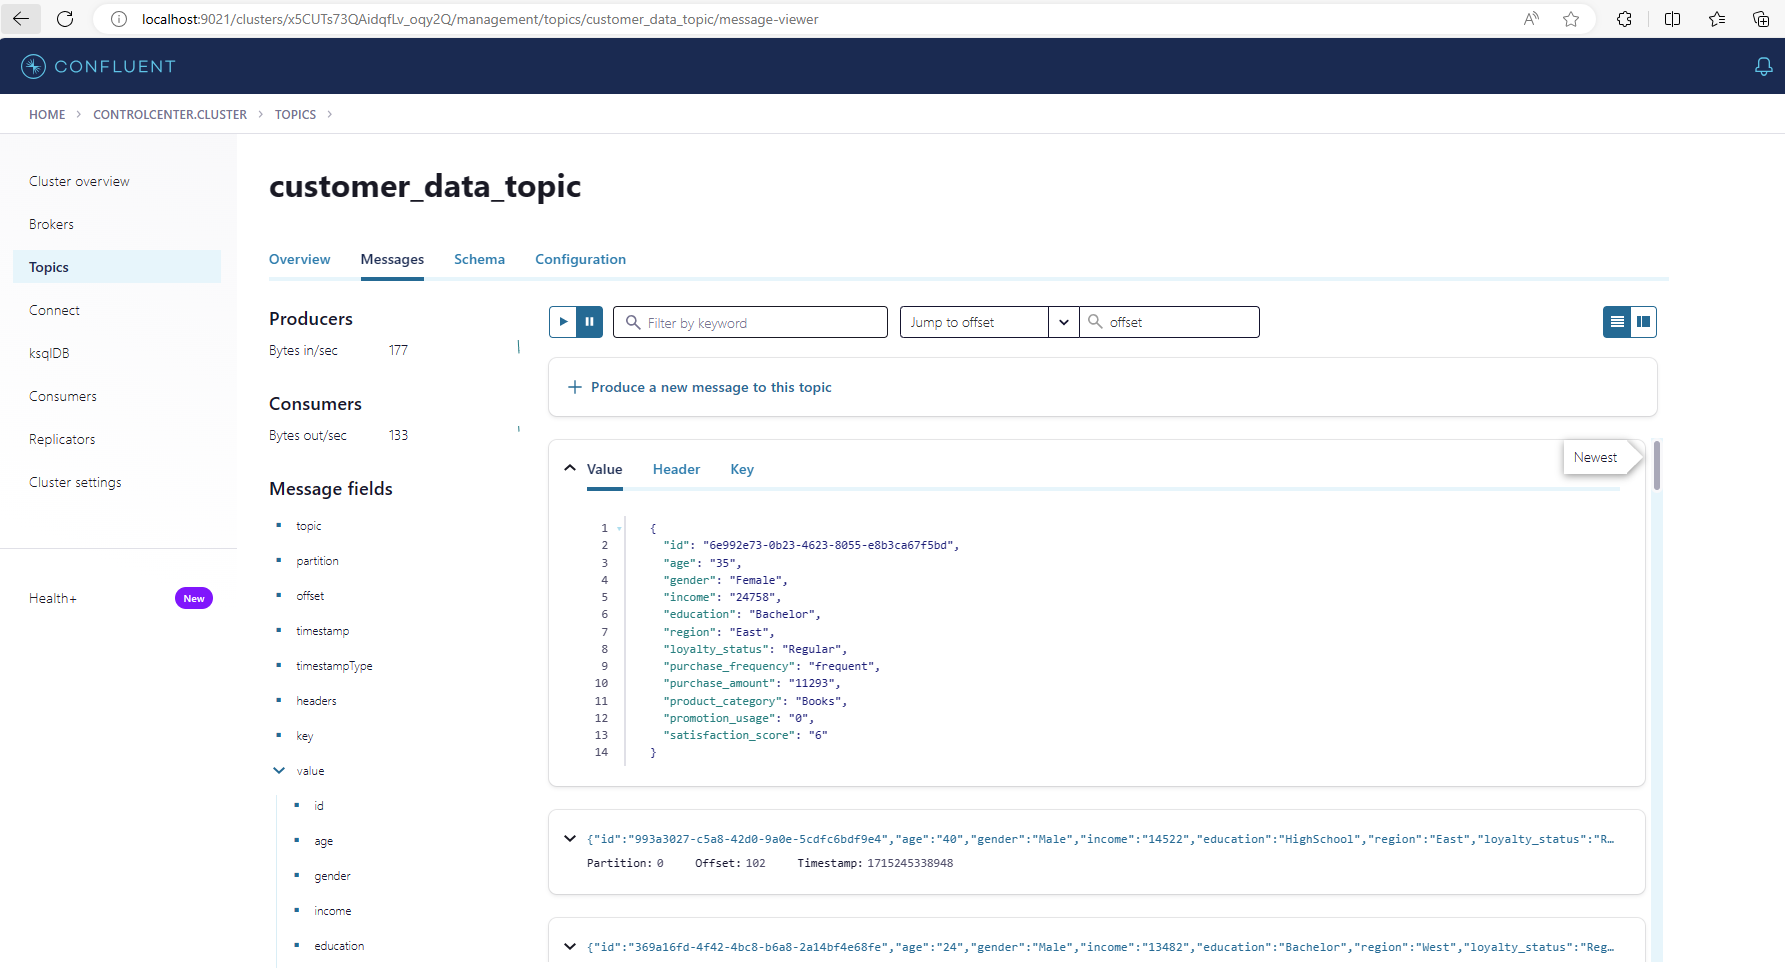 localhost:9021/clusters/x5CUTs73QAidqfLv_oqy2Q/management/topics/customer_data_topic/message-viewer
CONFLUENT
HOME > CONTROLCENTER.CLUSTER > TOPICS >
Cluster overview
Brokers
Topics
Connect
ksqlDB
Consumers
Replicators
Cluster settings
Health+ New
customer_data_topic
Overview Messages Schema Configuration
Producers
Bytes in/sec 177
Consumers
Bytes out/sec 133
Message fields
topic
partition
offset
timestamp
timestampType
headers
key
value
id
age
gender
income
education
Filter by keyword Jump to offset offset
+ Produce a new message to this topic
Value Header Key
Newest
1 {
2 "id": "6e992e73-0b23-4623-8055-e8b3ca67f5bd",
3 "age": "35",
4 "gender": "Female",
5 "income": "24758",
6 "education": "Bachelor",
7 "region": "East",
8 "loyalty_status": "Regular",
9 "purchase_frequency": "frequent",
10 "purchase_amount": "11293",
11 "product_category": "Books",
12 "promotion_usage": "0",
13 "satisfaction_score": "6"
14 }
{"id":"993a3027-c5a8-42d0-9a0e-5cdfc6bdf9e4","age":"40","gender":"Male","income":"14522","education":"HighSchool","region":"East","loyalty_status":"R...
Partition: 0 Offset: 102 Timestamp: 1715245338948
{"id":"369a16fd-4f42-4bc8-b6a8-2a14bf4e68fe","age":"24","gender":"Male","income":"13482","education":"Bachelor","region":"West","loyalty_status":"Reg...